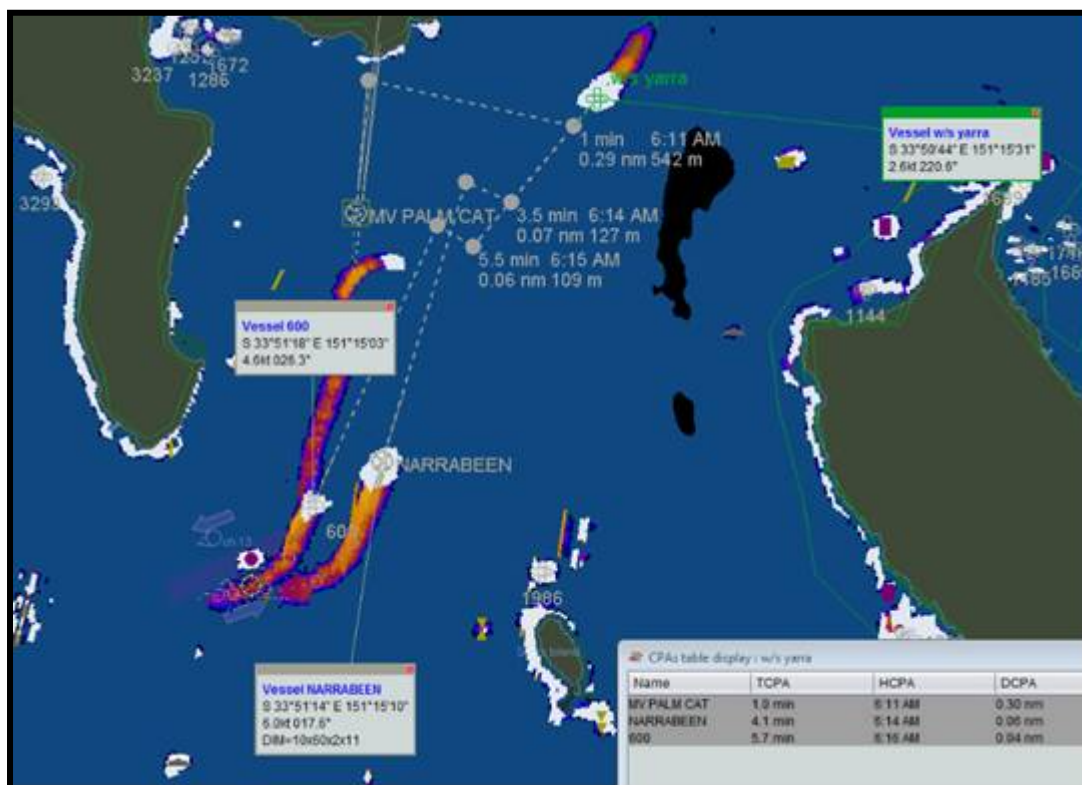 1672
3237
1286
w/s yarra
Vessel w/s yarra
S 33°50'44" E 151°15'31"
2.6kt 220.6°
1 min 6:11 AM
0.29 nm 542 m
MV PALM CAT
3.5 min 6:14 AM
0.07 nm 127 m
5.5 min 6:15 AM
0.06 nm 109 m
1144
Vessel 600
S 33°51'18" E 151°15'03"
4.6kt 026.3°
NARRABEEN
1986
Vessel NARRABEEN
S 33°51'14" E 151°15'10"
6.0kt 017.6°
DIM=10x60x2x11
CPAs table display : w/s yarra
Name TCPA HCPA DCPA
MV PALM CAT 1.0 min 6:11 AM 0.30 nm
NARRABEEN 4.1 min 6:14 AM 0.06 nm
600 5.7 min 6:16 AM 0.04 nm